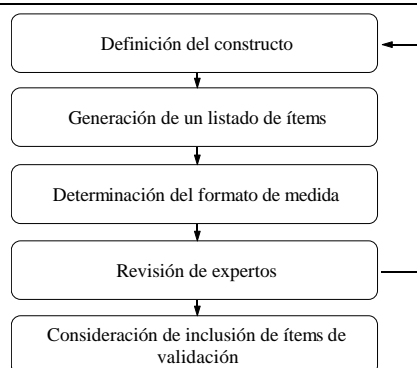 Definición del constructo
Generación de un listado de ítems
Determinación del formato de medida
Revisión de expertos
Consideración de inclusión de ítems de
validación